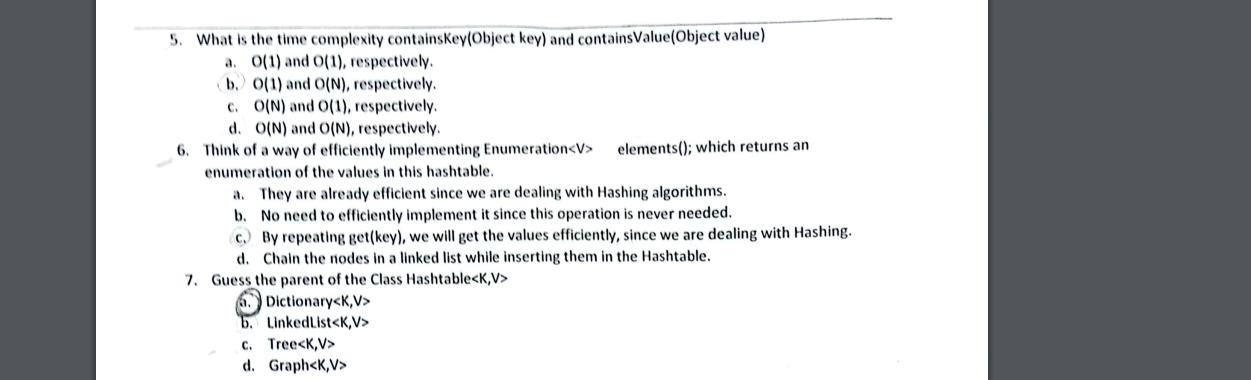 5. What is the time complexity containsKey(Object key) and containsValue(Object value)
a. O(1) and O(1), respectively.
b. O(1) and O(N), respectively.
c. O(N) and O(1), respectively.
d. O(N) and O(N), respectively.
6. Think of a way of efficiently implementing Enumeration<V> elements(); which returns an
enumeration of the values in this hashtable.
a. They are already efficient since we are dealing with Hashing algorithms.
b. No need to efficiently implement it since this operation is never needed.
c. By repeating get(key), we will get the values efficiently, since we are dealing with Hashing.
d. Chain the nodes in a linked list while inserting them in the Hashtable.
7. Guess the parent of the Class Hashtable<K,V>
a. Dictionary<K,V>
b. LinkedList<K,V>
c. Tree<K,V>
d. Graph<K,V>